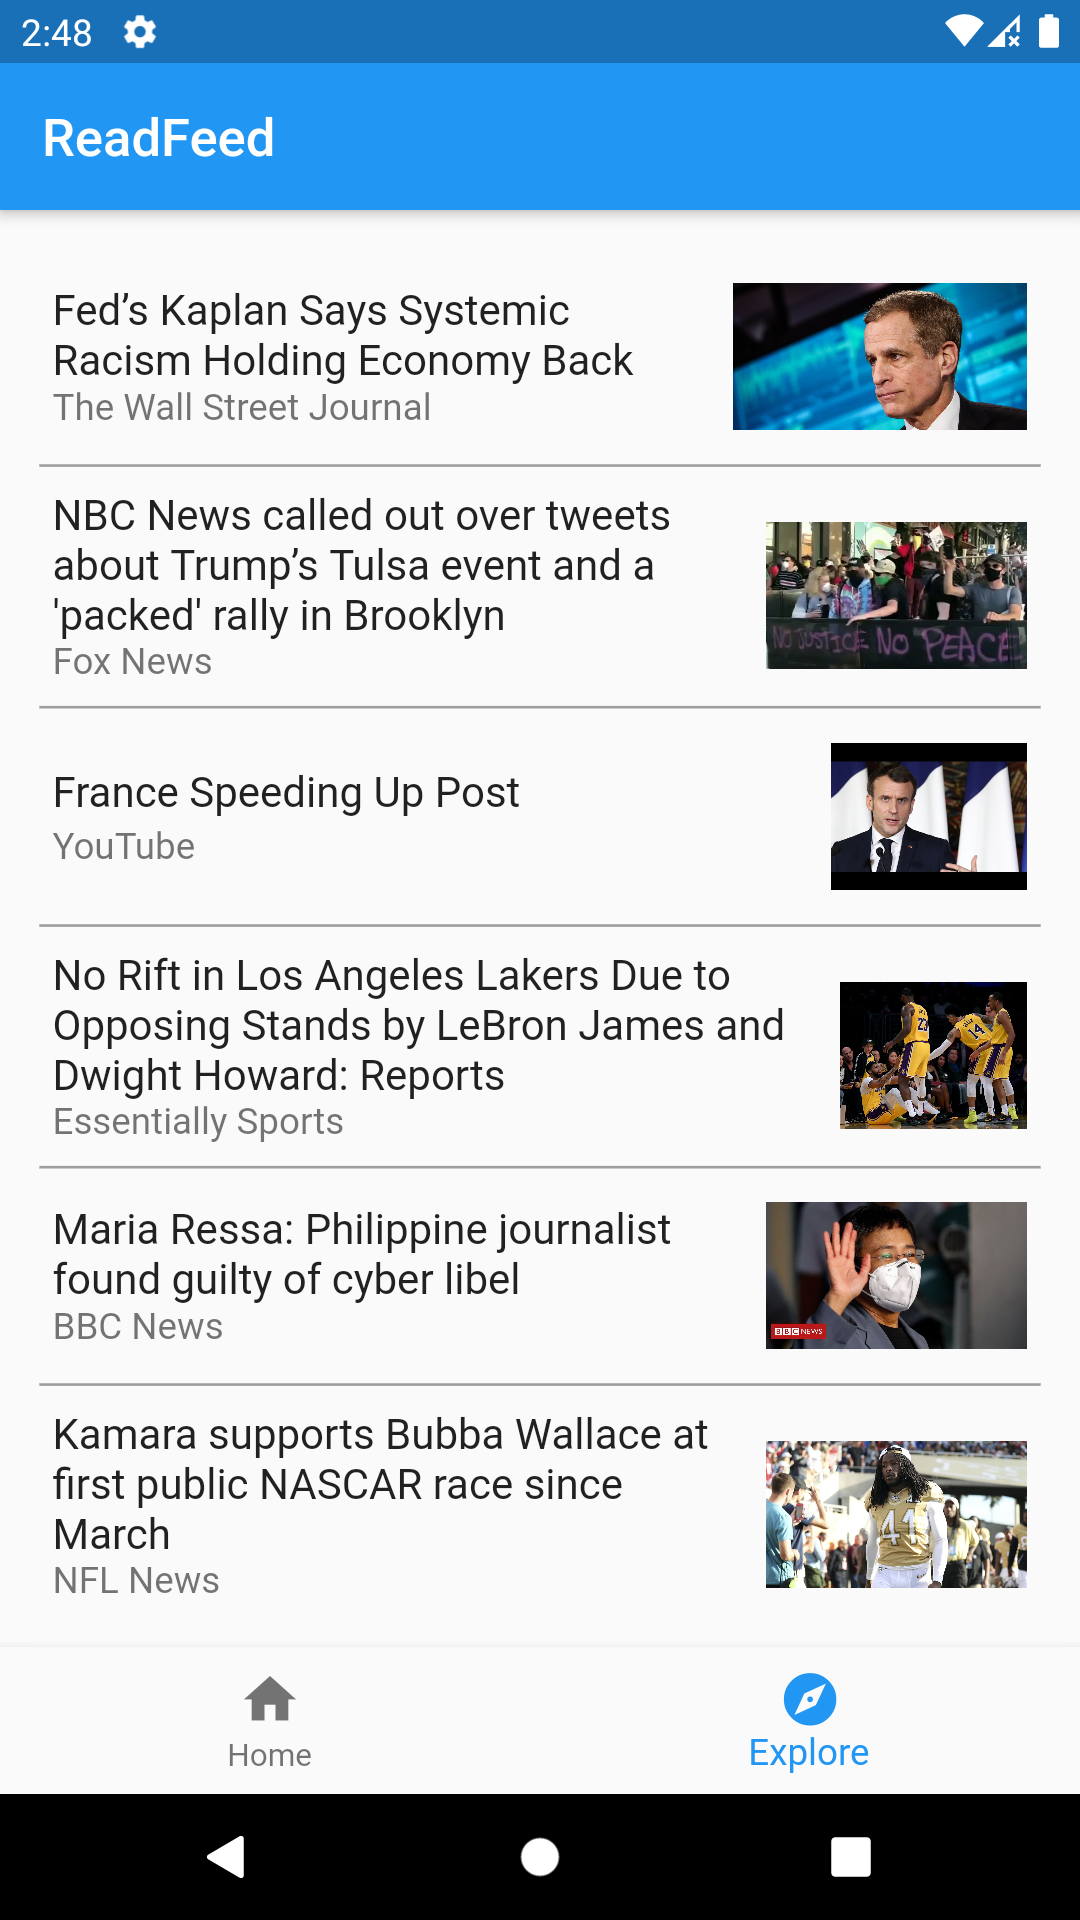 2:48
ReadFeed
Fed’s Kaplan Says Systemic
Racism Holding Economy Back
The Wall Street Journal
NBC News called out over tweets
about Trump’s Tulsa event and a
'packed' rally in Brooklyn
Fox News
NO JUSTICE NO PEACE
France Speeding Up Post
YouTube
No Rift in Los Angeles Lakers Due to
Opposing Stands by LeBron James and
Dwight Howard: Reports
Essentially Sports
23
14
Maria Ressa: Philippine journalist
found guilty of cyber libel
BBC News
BBC NEWS
Kamara supports Bubba Wallace at
first public NASCAR race since
March
NFL News
41
Home
Explore